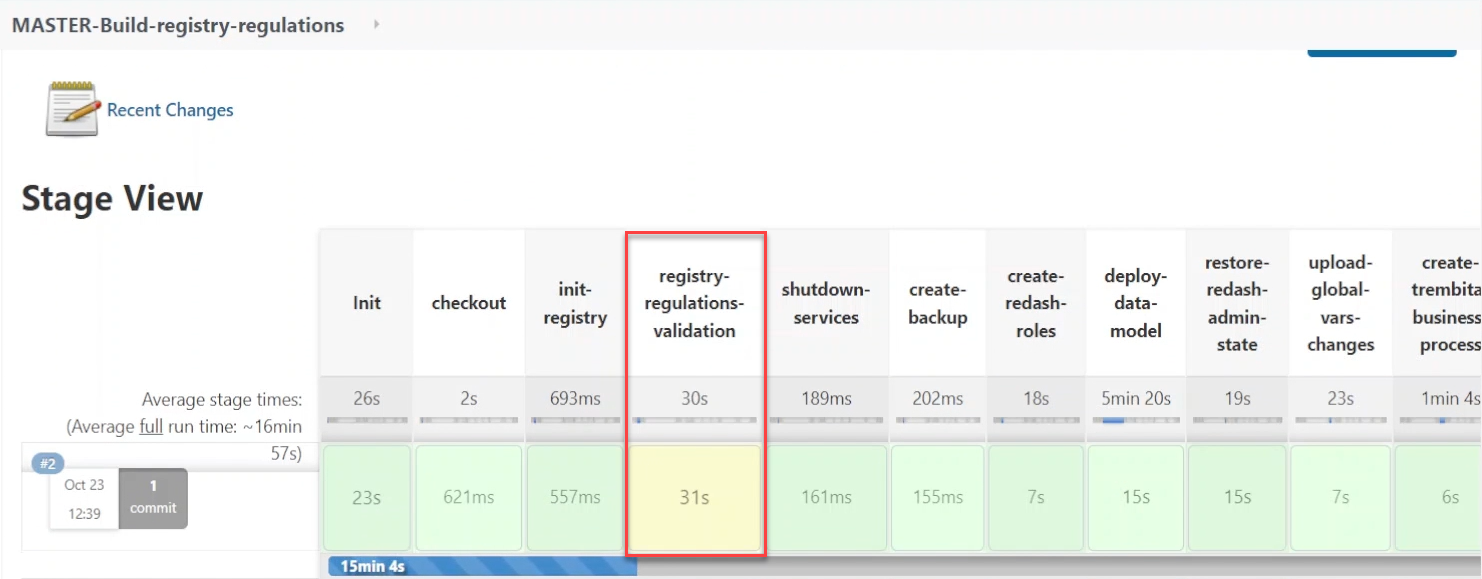 MASTER-Build-registry-regulations
Recent Changes
Stage View
Init
checkout
init-
registry
registry-
regulations-
validation
shutdown-
services
create-
backup
create-
redash-
roles
deploy-
data-
model
restore-
redash-
admin-
state
upload-
global-
vars-
changes
create-
trembita
business
process
Average stage times:
(Average full run time: ~16min
57s)
26s
2s
693ms
30s
189ms
202ms
18s
5min 20s
19s
23s
1min 4s
#2
Oct 23
12:39
1
commit
23s
621ms
557ms
31s
161ms
155ms
7s
15s
15s
7s
6s
15min 4s